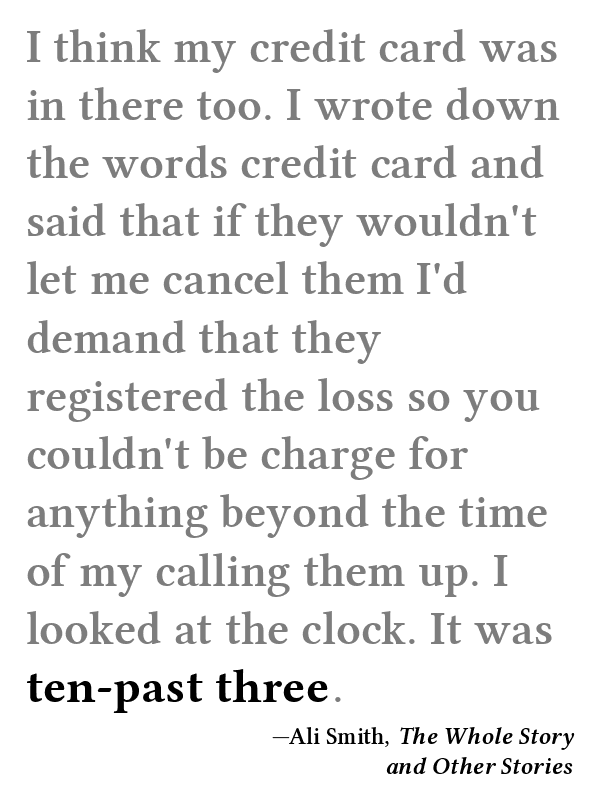 I think my credit card was
in there too. I wrote down
the words credit card and
said that if they wouldn't
let me cancel them I'd
demand that they
registered the loss so you
couldn't be charge for
anything beyond the time
of my calling them up. I
looked at the clock. It was
ten-past three.
—Ali Smith, The Whole Story
and Other Stories